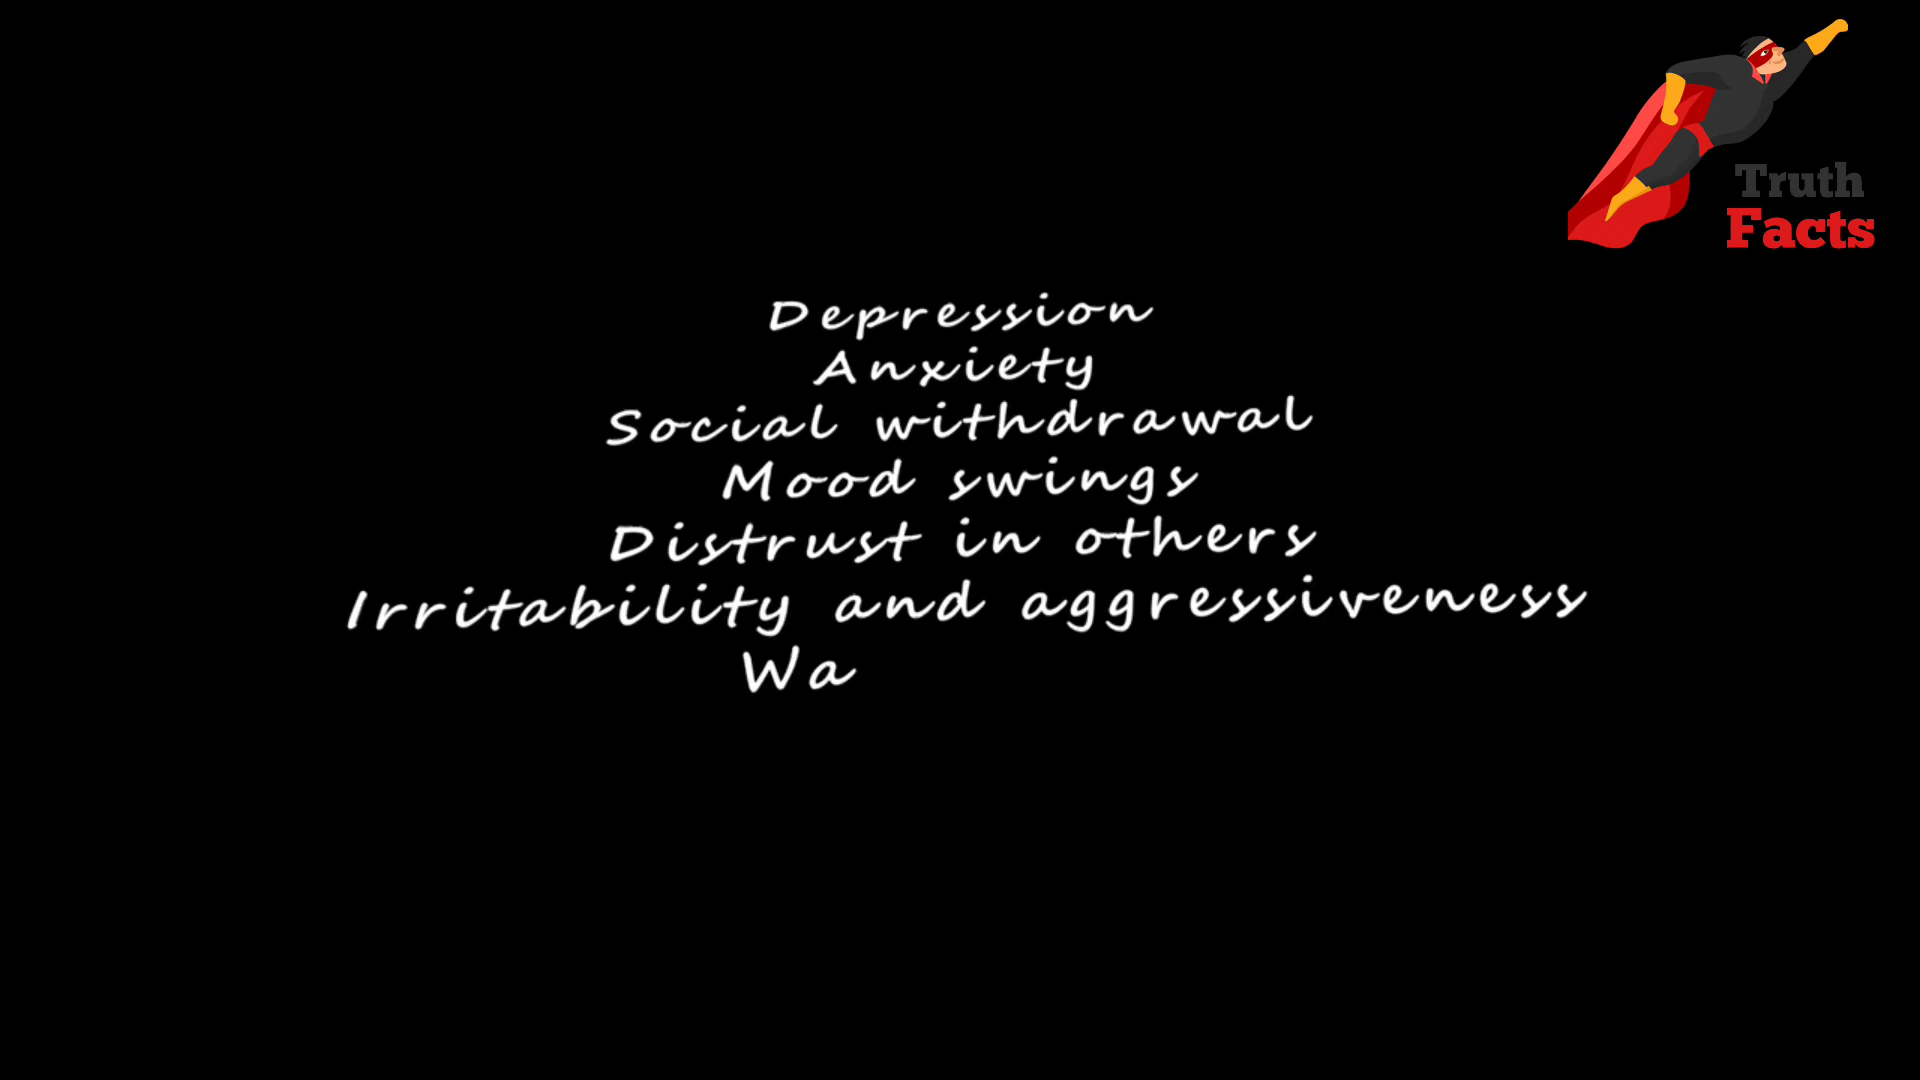 Truth
Facts
Depression
Anxiety
Social withdrawal
Mood swings
Distrust in others
Irritability and aggressiveness
Wa